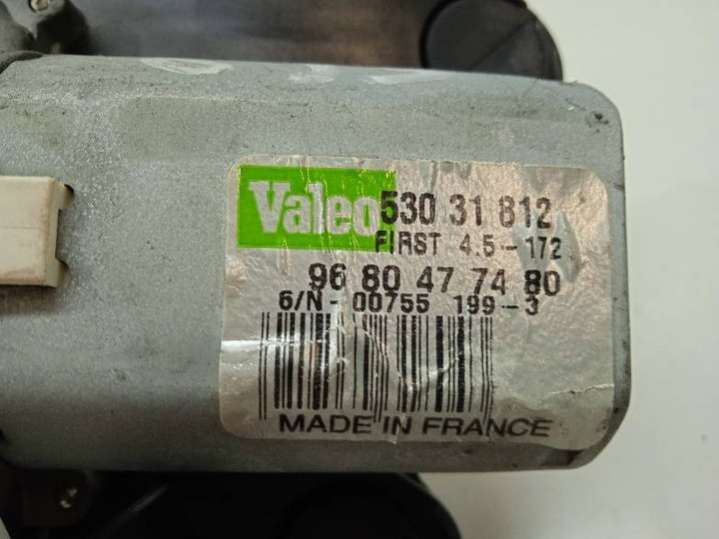 Valeo 530 31 812
FIRST 4.5-172
96 80 47 74 80
6/N - 00755 199-3
MADE IN FRANCE